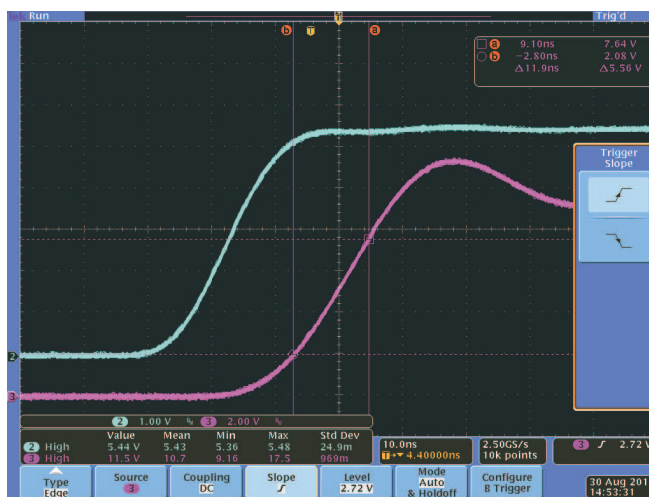 Tek Run
Trig'd
b T T a
a 9.10ns 7.64 V
b −2.80ns 2.08 V
Δ11.9ns Δ5.56 V
Trigger
Slope
2
3
2 1.00 V 3 2.00 V
Value Mean Min Max Std Dev
2 High 5.44 V 5.43 5.36 5.48 24.9m
3 High 11.5 V 10.7 9.16 17.5 969m
10.0ns
T→▾ 4.40000ns
2.50GS/s
10k points
3 2.72 V
Type
Edge
Source
3
Coupling
DC
Slope
Level
2.72 V
Mode
Auto
& Holdoff
Configure
B Trigger
30 Aug 201
14:53:31